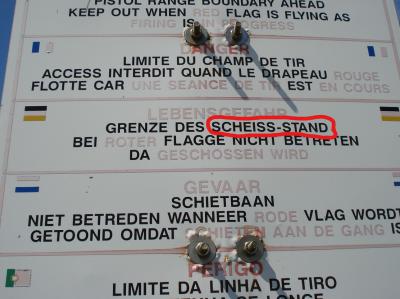 PISTOL RANGE BOUNDARY AHEAD
KEEP OUT WHEN RED FLAG IS FLYING AS
FIRING IS IN PROGRESS
DANGER
LIMITE DU CHAMP DE TIR
ACCESS INTERDIT QUAND LE DRAPEAU ROUGE
FLOTTE CAR UNE SEANCE DE TIR EST EN COURS
LEBENSGEFAHR
GRENZE DES SCHEISS-STAND
BEI ROTER FLAGGE NICHT BETRETEN
DA GESCHOSSEN WIRD
GEVAAR
SCHIETBAAN
NIET BETREDEN WANNEER RODE VLAG WORDT
GETOOND OMDAT SCHIETEN AAN DE GANG IS
PERIGO
LIMITE DA LINHA DE TIRO